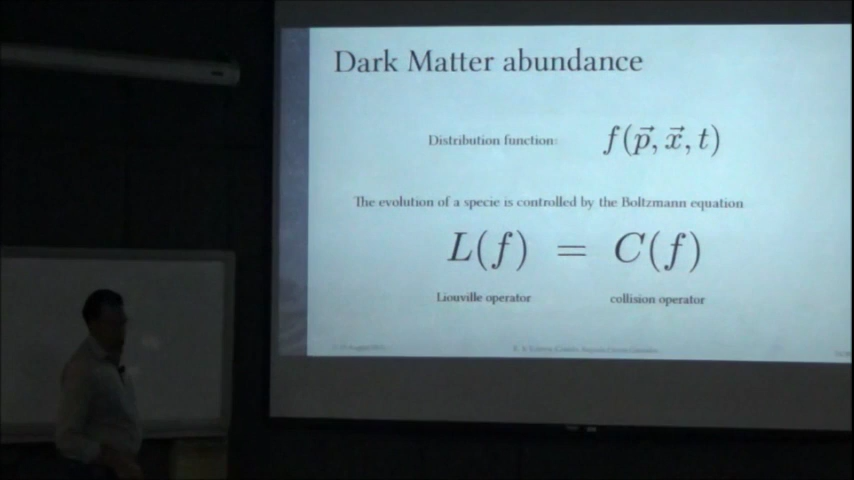 Dark Matter abundance
Distribution function: f(p⃗, x⃗, t)
The evolution of a specie is controlled by the Boltzmann equation
L(f) = C(f)
Liouville operator collision operator